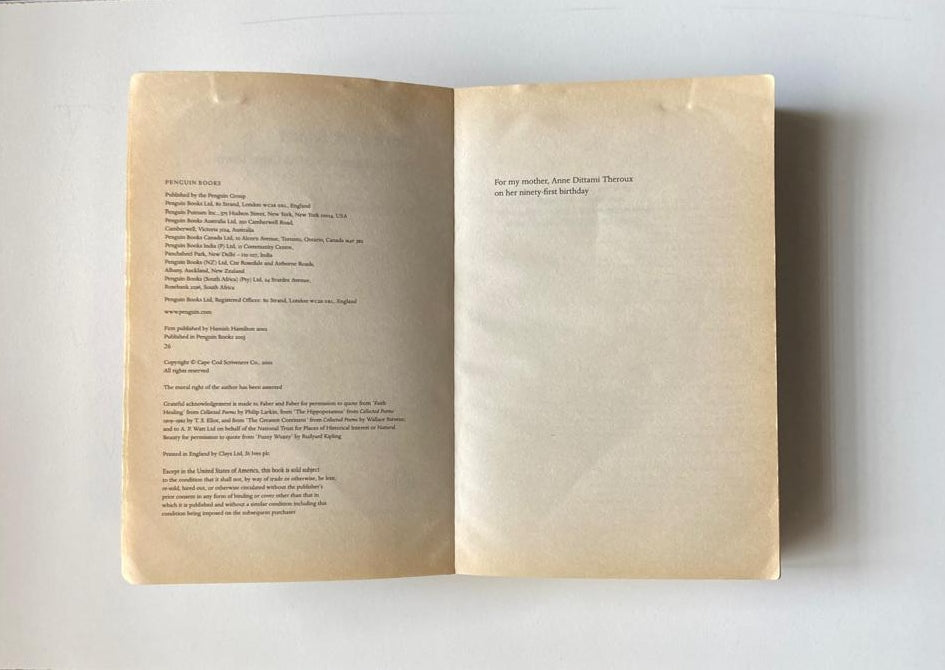 PENGUIN BOOKS
Published by the Penguin Group
Penguin Books Ltd, 80 Strand, London WC2R 0RL, England
Penguin Putnam Inc., 375 Hudson Street, New York, New York 10014, USA
Penguin Books Australia Ltd, 250 Camberwell Road,
Camberwell, Victoria 3124, Australia
Penguin Books Canada Ltd, 10 Alcorn Avenue, Toronto, Ontario, Canada M4V 3B2
Penguin Books India (P) Ltd, 11 Community Centre,
Panchsheel Park, New Delhi – 110 017, India
Penguin Books (NZ) Ltd, Cnr Rosedale and Airborne Roads,
Albany, Auckland, New Zealand
Penguin Books (South Africa) (Pty) Ltd, 24 Sturdee Avenue,
Rosebank 2196, South Africa
Penguin Books Ltd, Registered Offices: 80 Strand, London WC2R 0RL, England
www.penguin.com
First published by Hamish Hamilton 2002
Published in Penguin Books 2003
26
Copyright © Cape Cod Scriveners Co., 2002
All rights reserved
The moral right of the author has been asserted
Grateful acknowledgement is made to Faber and Faber for permission to quote from 'Faith
Healing' from Collected Poems by Philip Larkin, from 'The Hippopotamus' from Collected Poems
1909–1962 by T. S. Eliot, and from 'The Greenest Continent' from Collected Poems by Wallace Stevens;
and to A. P. Watt Ltd on behalf of the National Trust for Places of Historical Interest or Natural
Beauty for permission to quote from 'Fuzzy Wuzzy' by Rudyard Kipling
Printed in England by Clays Ltd, St Ives plc
Except in the United States of America, this book is sold subject
to the condition that it shall not, by way of trade or otherwise, be lent,
re-sold, hired out, or otherwise circulated without the publisher's
prior consent in any form of binding or cover other than that in
which it is published and without a similar condition including this
condition being imposed on the subsequent purchaser
For my mother, Anne Dittami Theroux
on her ninety-first birthday